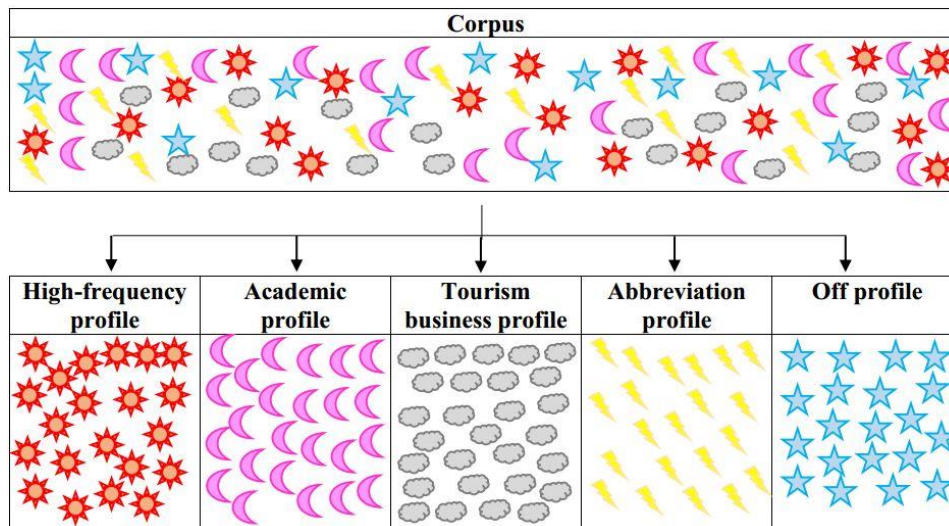 Corpus
High-frequency
profile
Academic
profile
Tourism
business profile
Abbreviation
profile
Off profile